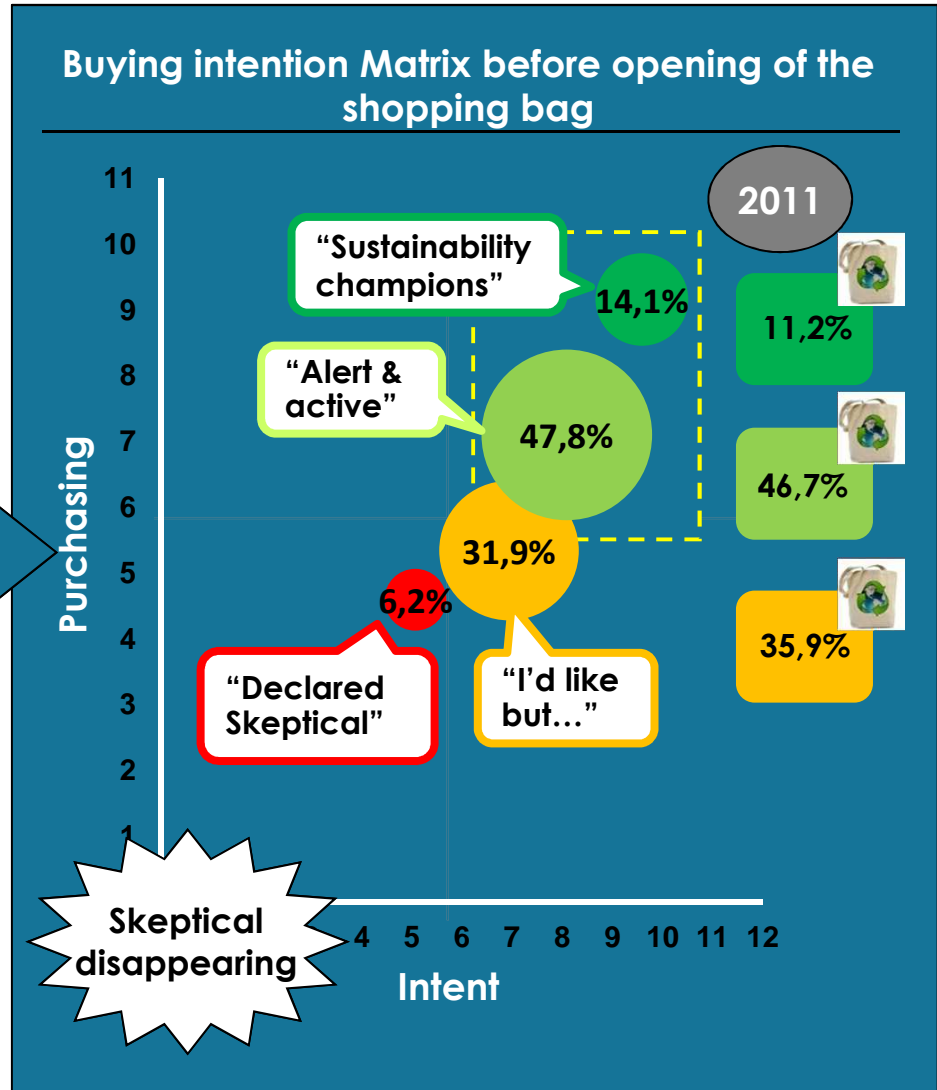 Buying intention Matrix before opening of the
shopping bag
2011
11
10
9
8
7
6
5
4
3
2
1
Purchasing
“Sustainability
champions”
14,1%
11,2%
“Alert &
active”
47,8%
46,7%
31,9%
6,2%
35,9%
“Declared
Skeptical”
“I’d like
but…”
Skeptical
disappearing
4 5 6 7 8 9 10 11 12
Intent